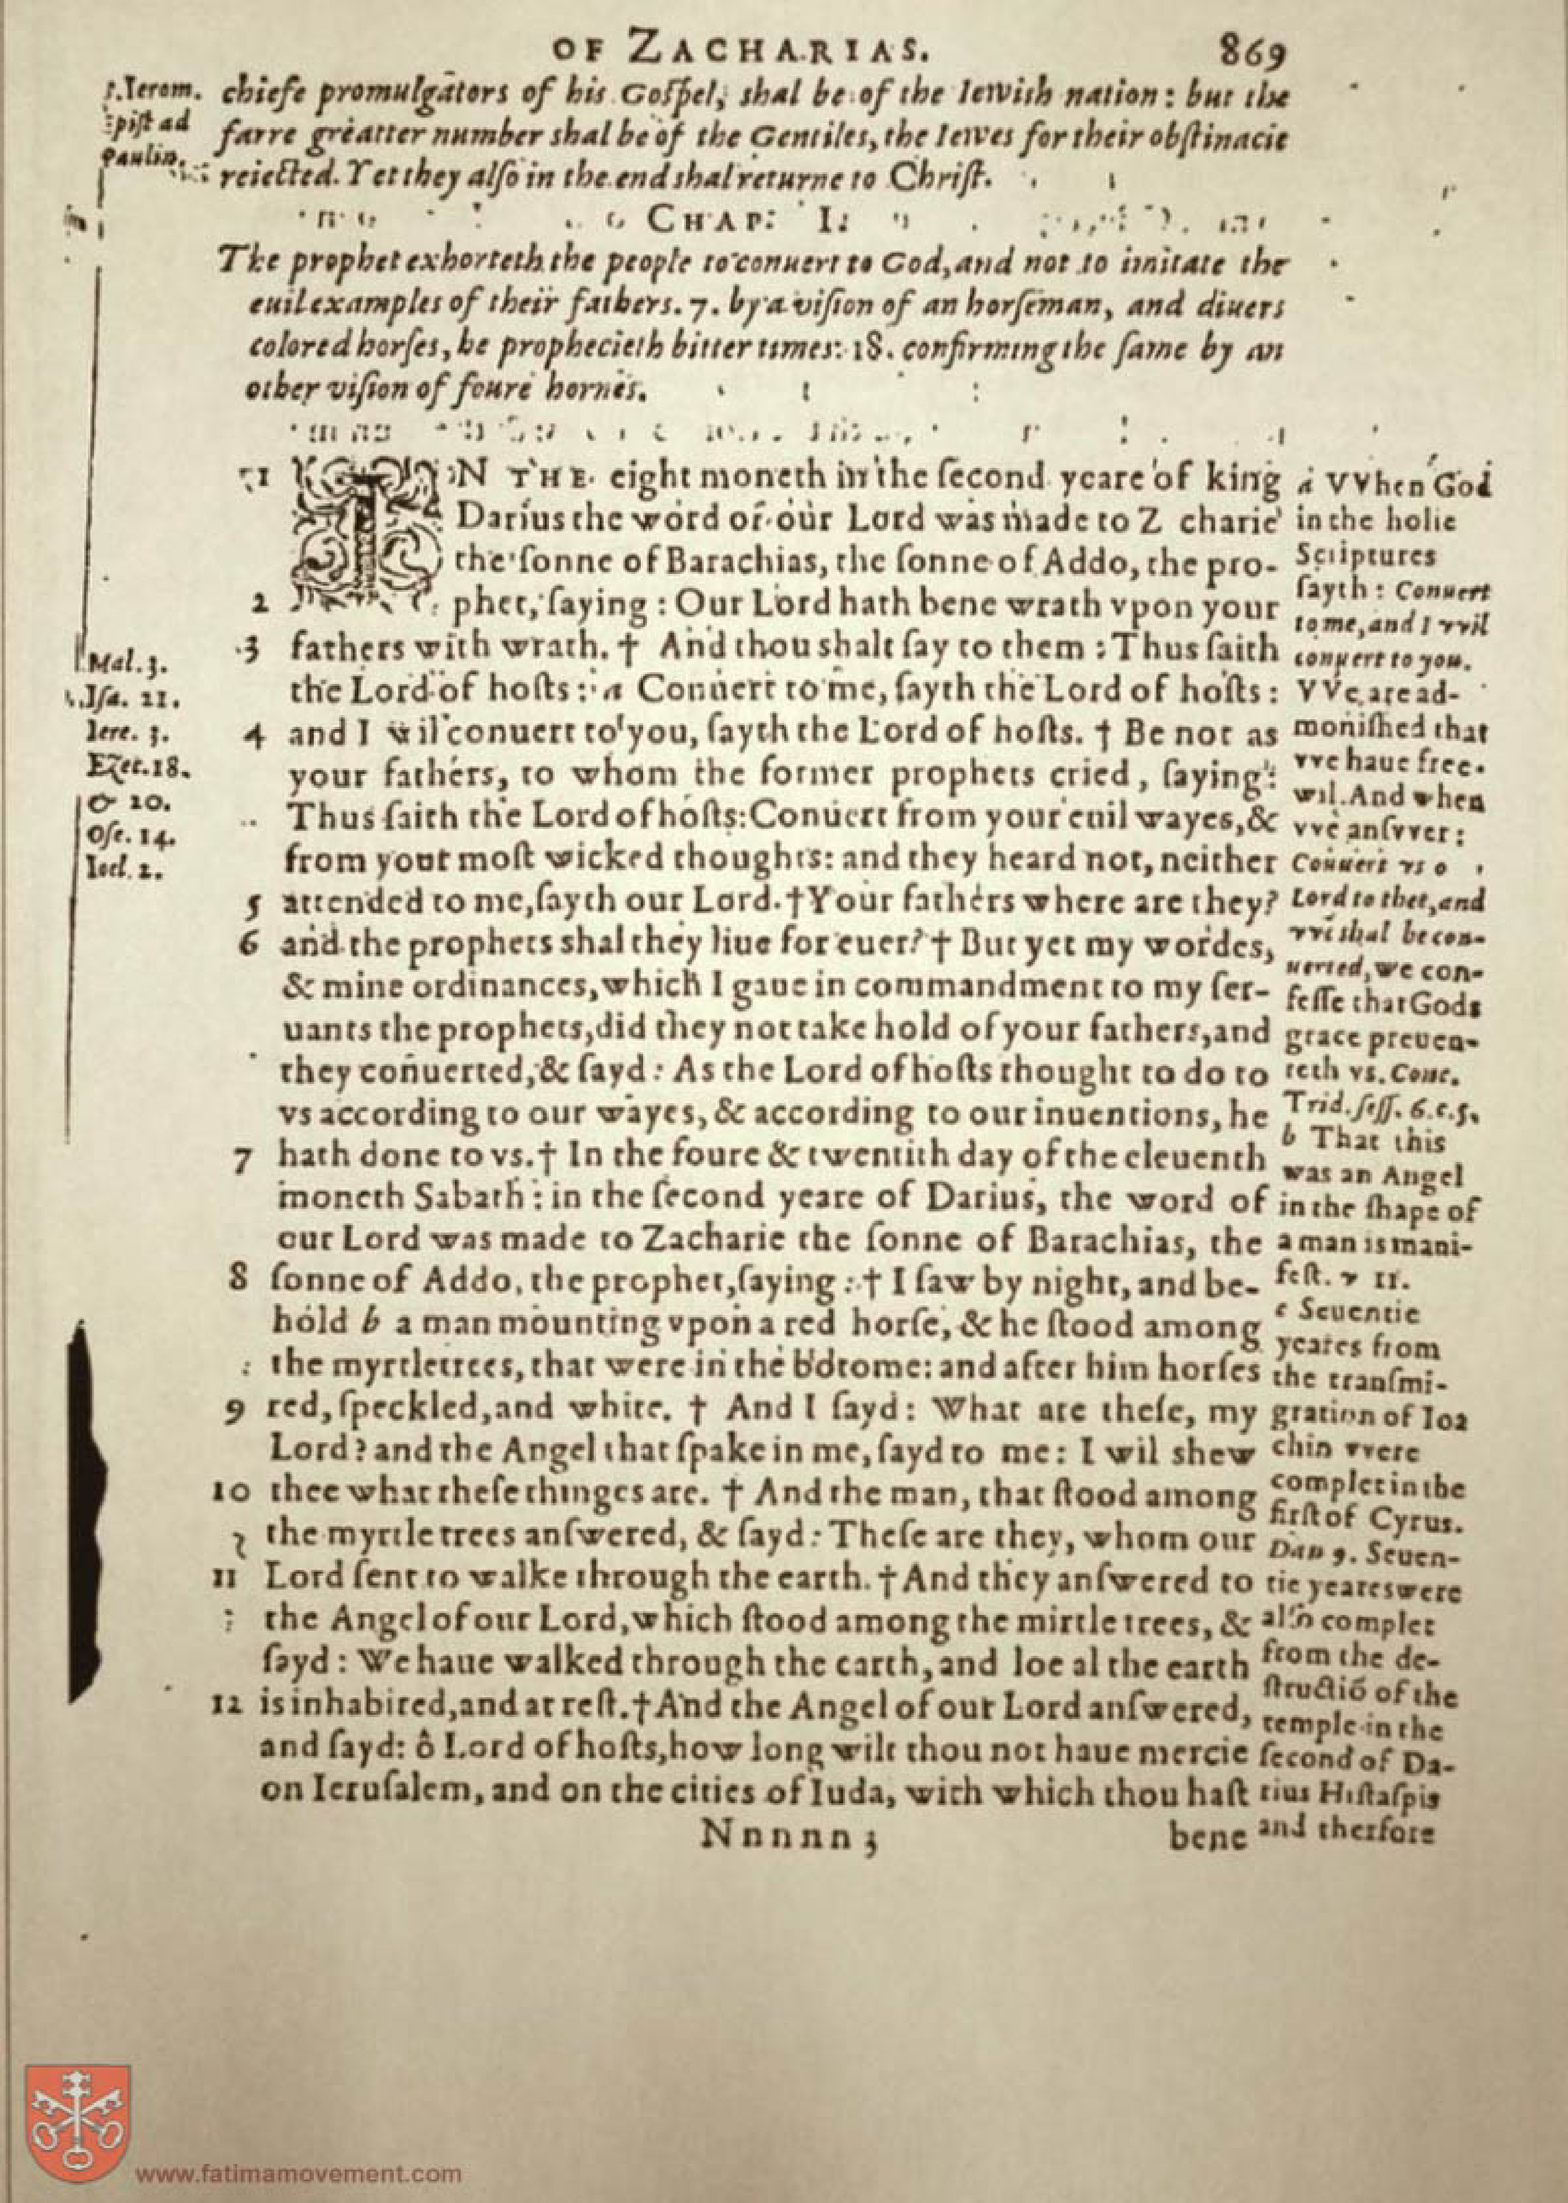 OF ZACHARIAS. 869
chiefe promulgators of his Gospel, shal be of the Iewish nation: but the
farre greatter number shal be of the Gentiles, the Iewes for their obſtinacie
reiected. Yet they alſo in the end shal returne to Chriſt.
S. Ierom.
Epiſt ad
Paulin.
CHAP. I.
The prophet exhorteth the people to conuert to God, and not to imitate the
euil examples of their fathers. 7. by a viſion of an horſeman, and diuers
colored horſes, he prophecieth bitter times: 18. confirming the ſame by an
other viſion of foure hornes.
1 IN THE eight moneth in the ſecond yeare of king
Darius the word of our Lord was made to Z charie
the ſonne of Barachias, the ſonne of Addo, the pro-
2 phet, ſaying : Our Lord hath bene wrath vpon your
3 fathers with wrath. † And thou shalt ſay to them : Thus ſaith
the Lord of hoſts : a Conuert to me, ſayth the Lord of hoſts :
4 and I wil conuert to you, ſayth the Lord of hoſts. † Be not as
your fathers, to whom the former prophets cried, ſaying :
Thus ſaith the Lord of hoſts: Conuert from your euil wayes, &
from your moſt wicked thoughts: and they heard not, neither
5 attended to me, ſayth our Lord. † Your fathers where are they?
6 and the prophets shal they liue for euer? † But yet my wordes,
& mine ordinances, which I gaue in commandment to my ſer-
uants the prophets, did they not take hold of your fathers, and
they conuerted, & ſayd : As the Lord of hoſts thought to do to
vs according to our wayes, & according to our inuentions, he
7 hath done to vs. † In the foure & twentith day of the eleuenth
moneth Sabath : in the ſecond yeare of Darius, the word of
our Lord was made to Zacharie the ſonne of Barachias, the
8 ſonne of Addo, the prophet, ſaying : † I ſaw by night, and be-
hold b a man mounting vpon a red horſe, & he ſtood among
the myrtletrees, that were in the botome: and after him horſes
9 red, ſpeckled, and white. † And I ſayd : What are theſe, my
Lord? and the Angel that ſpake in me, ſayd to me : I wil shew
10 thee what theſe thinges are. † And the man, that ſtood among
the myrtle trees anſwered, & ſayd : Theſe are they, whom our
11 Lord ſent to walke through the earth. † And they anſwered to
the Angel of our Lord, which ſtood among the mirtle trees, &
ſayd : We haue walked through the earth, and loe al the earth
12 is inhabited, and at reſt. † And the Angel of our Lord anſwered,
and ſayd: ô Lord of hoſts, how long wilt thou not haue mercie
on Ieruſalem, and on the cities of Iuda, with which thou haſt
Nnnnn 3 bene
Mal. 3.
Iſa. 21.
Iere. 3.
Ezec. 18.
& 20.
Oſe. 14.
Ioel. 2.
a VVhen God
in the holie
Scriptures
ſayth : Conuert
to me, and I vvil
conuert to you.
VVe are ad-
moniſhed that
vve haue free.
wil. And when
vve anſvver :
Conuert vs o
Lord to thee, and
vve shal be con-
uerted, we con-
feſſe that Gods
grace preuen-
teth vs. Conc.
Trid. ſeſſ. 6. c. 5.
b That this
was an Angel
in the ſhape of
a man is mani-
feſt. v 11.
c Seuentie
yeares from
the tranſmi-
gration of Ioa
chin vvere
complet in the
firſt of Cyrus.
Dan 9. Seuen-
tie yeares were
alſo complet
from the de-
ſtructiō of the
temple in the
ſecond of Da-
rius Hiſtaſpis
and therfore
www.fatimamovement.com